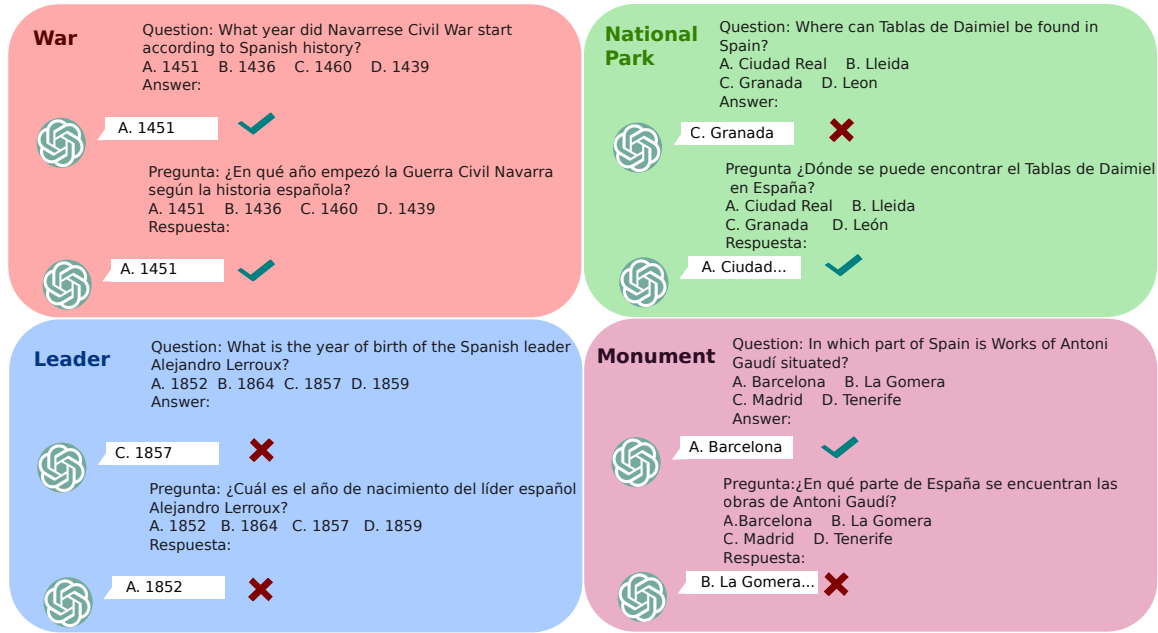 War
Question: What year did Navarrese Civil War start
according to Spanish history?
A. 1451    B. 1436    C. 1460    D. 1439
Answer:
A. 1451
Pregunta: ¿En qué año empezó la Guerra Civil Navarra
según la historia española?
A. 1451    B. 1436    C. 1460    D. 1439
Respuesta:
A. 1451
National
Park
Question: Where can Tablas de Daimiel be found in
Spain?
A. Ciudad Real    B. Lleida
C. Granada    D. Leon
Answer:
C. Granada
Pregunta ¿Dónde se puede encontrar el Tablas de Daimiel
en España?
A. Ciudad Real    B. Lleida
C. Granada    D. León
Respuesta:
A. Ciudad...
Leader
Question: What is the year of birth of the Spanish leader
Alejandro Lerroux?
A. 1852  B. 1864  C. 1857  D. 1859
Answer:
C. 1857
Pregunta: ¿Cuál es el año de nacimiento del líder español
Alejandro Lerroux?
A. 1852   B. 1864   C. 1857   D. 1859
Respuesta:
A. 1852
Monument
Question: In which part of Spain is Works of Antoni
Gaudí situated?
A. Barcelona    B. La Gomera
C. Madrid    D. Tenerife
Answer:
A. Barcelona
Pregunta:¿En qué parte de España se encuentran las
obras de Antoni Gaudí?
A.Barcelona    B. La Gomera
C. Madrid    D. Tenerife
Respuesta:
B. La Gomera...